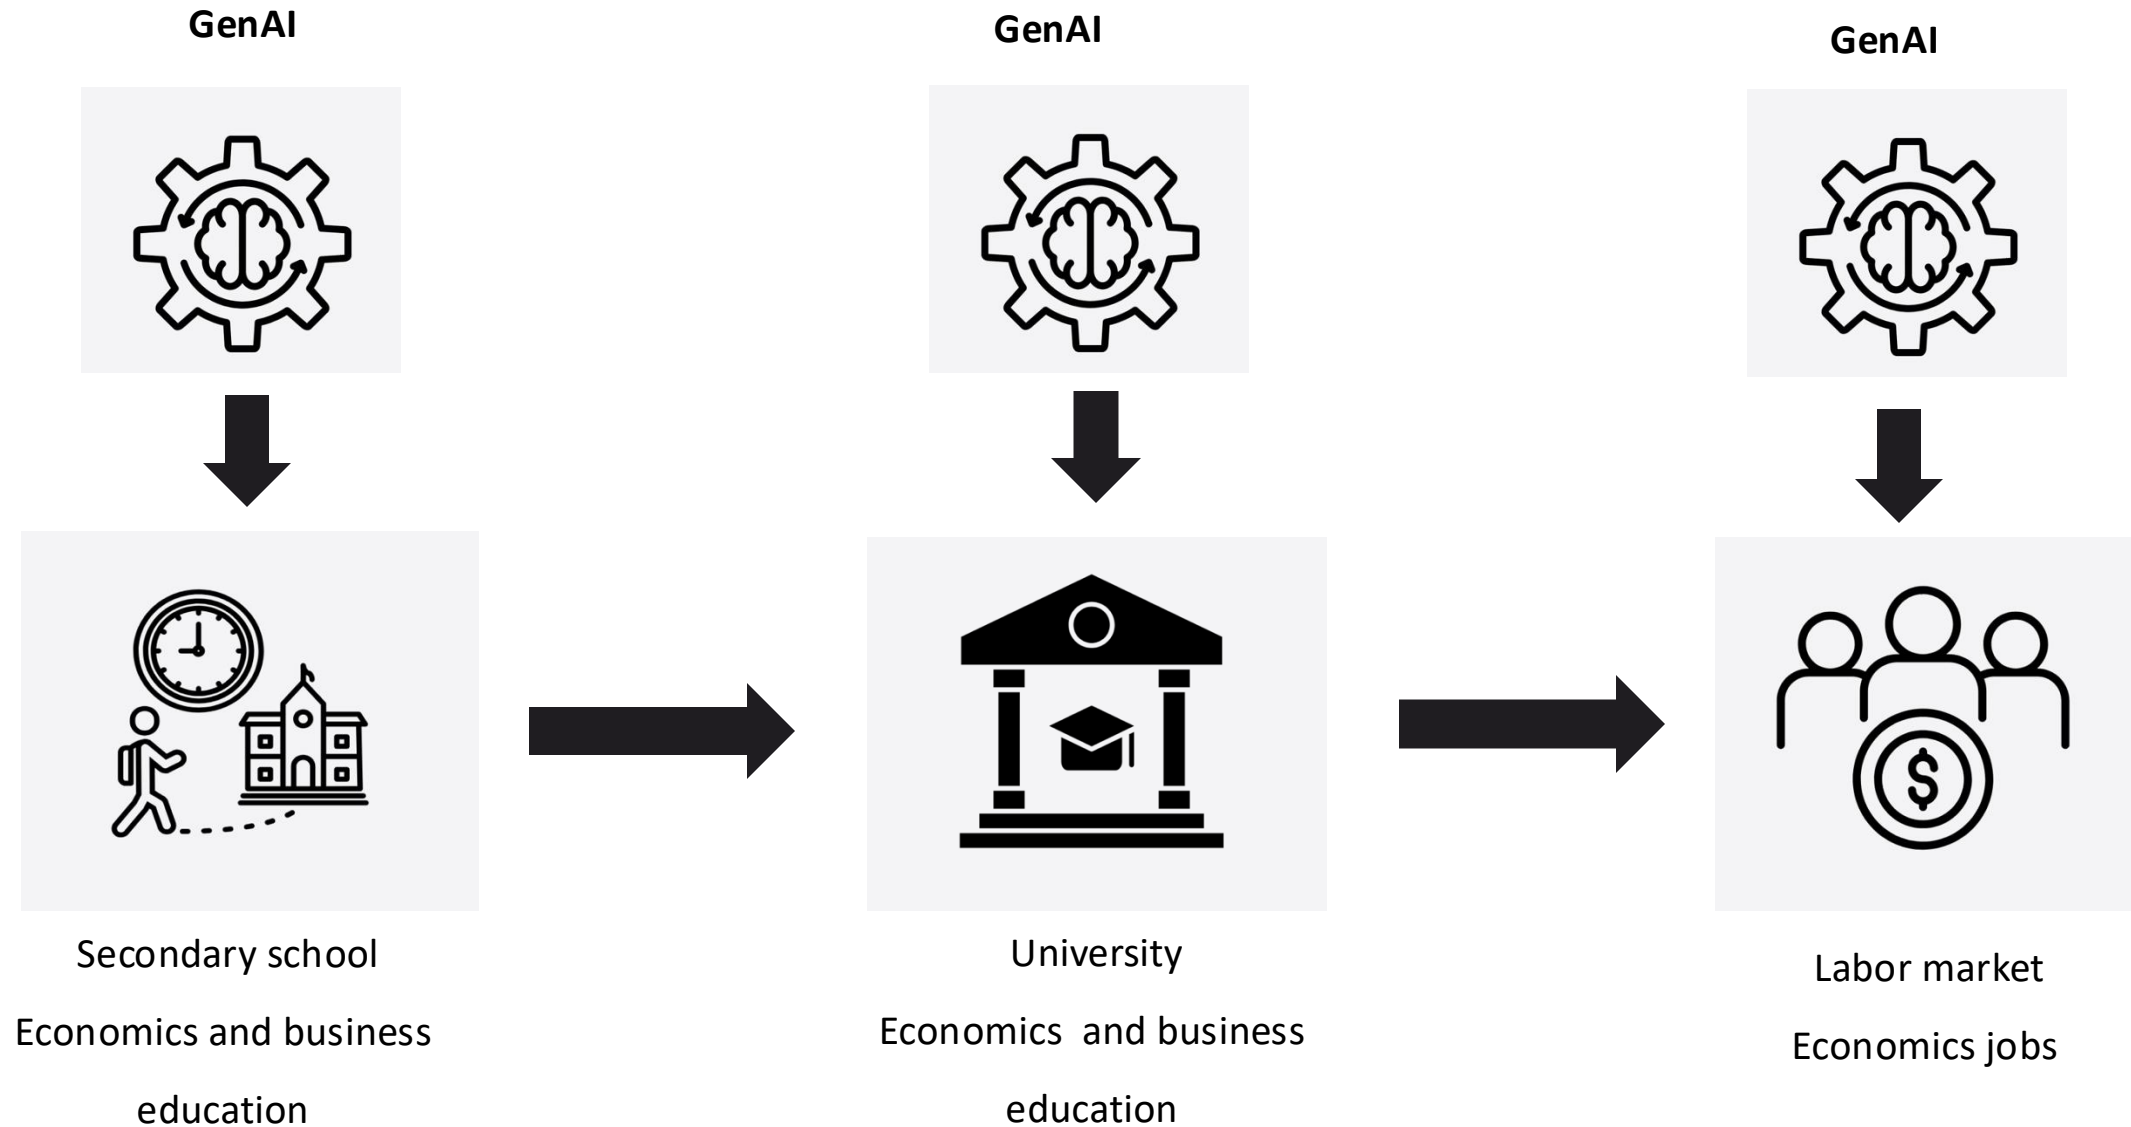 GenAI
GenAI
GenAI
Secondary school
Economics and business
education
University
Economics  and business
education
Labor market
Economics jobs
$